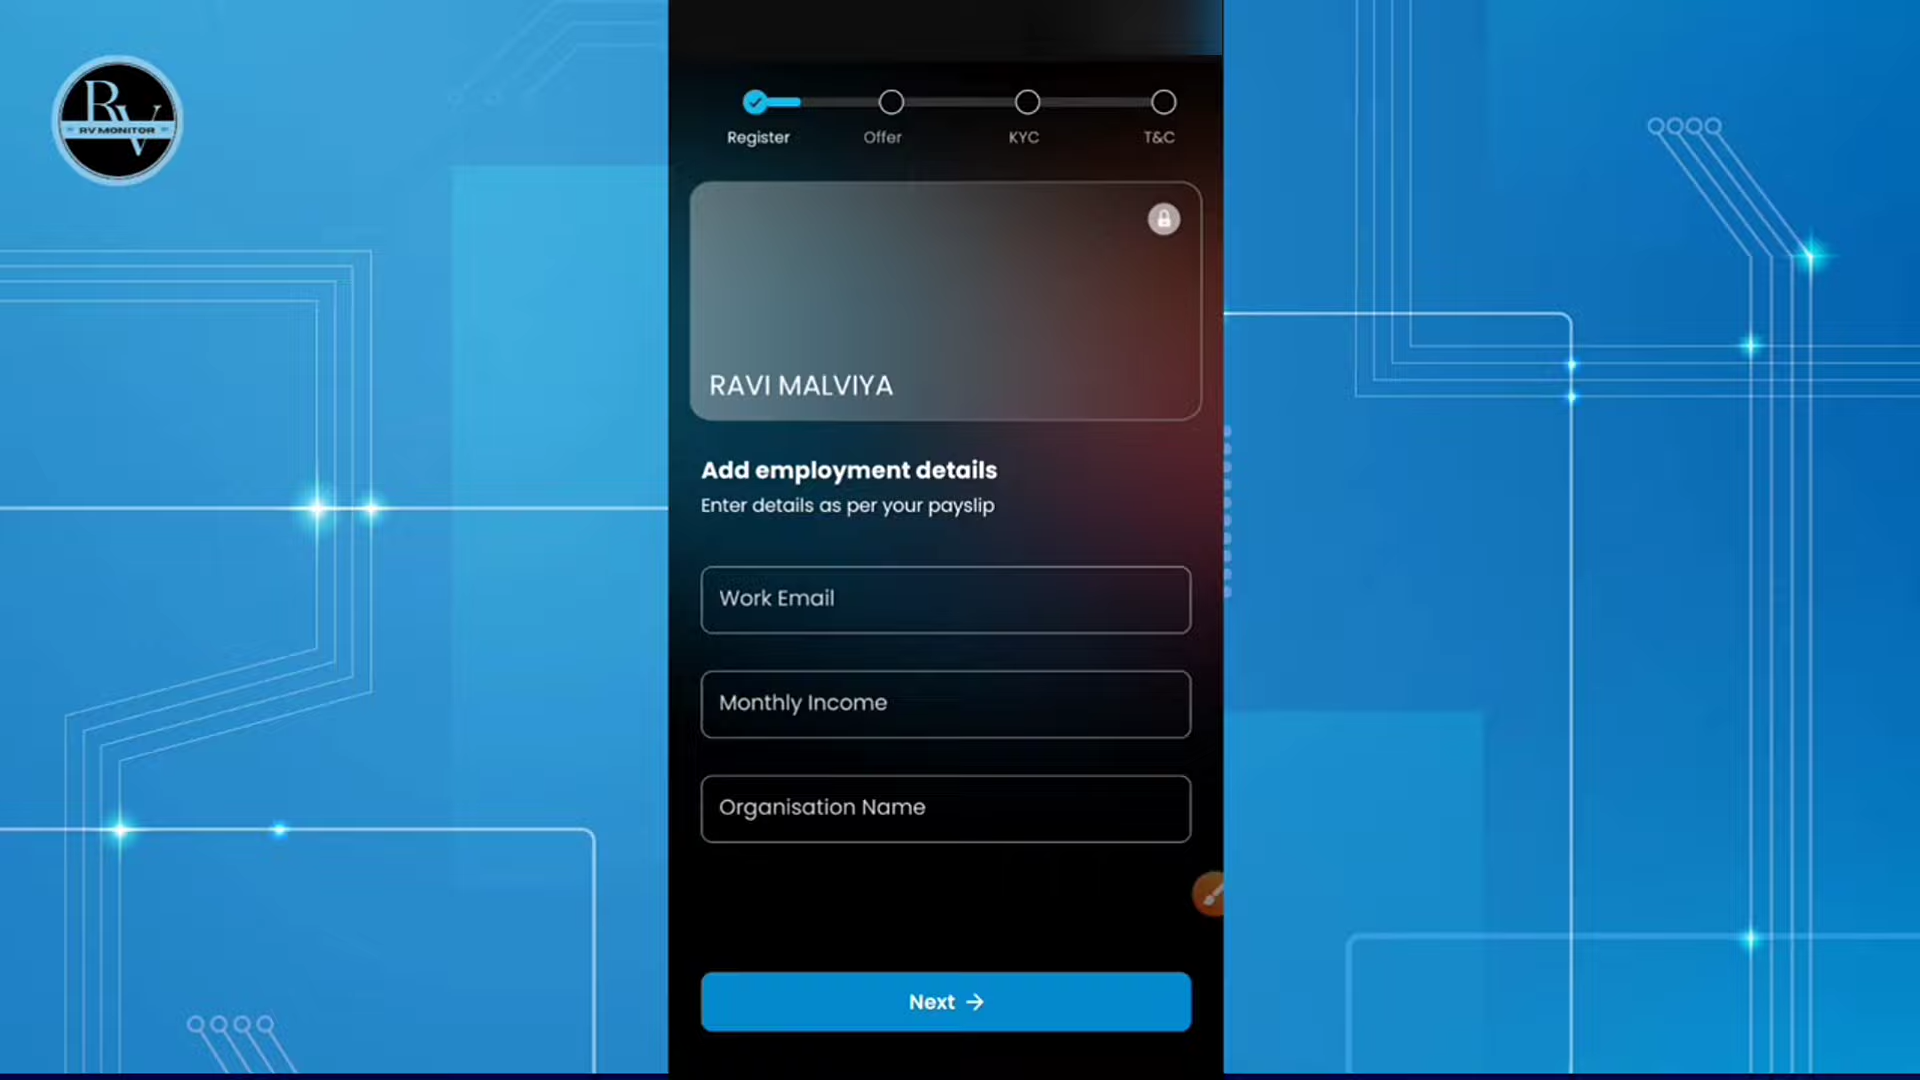 RV
RV MONITOR
Register
Offer
KYC
T&C
RAVI MALVIYA
Add employment details
Enter details as per your payslip
Work Email
Monthly Income
Organisation Name
Next →